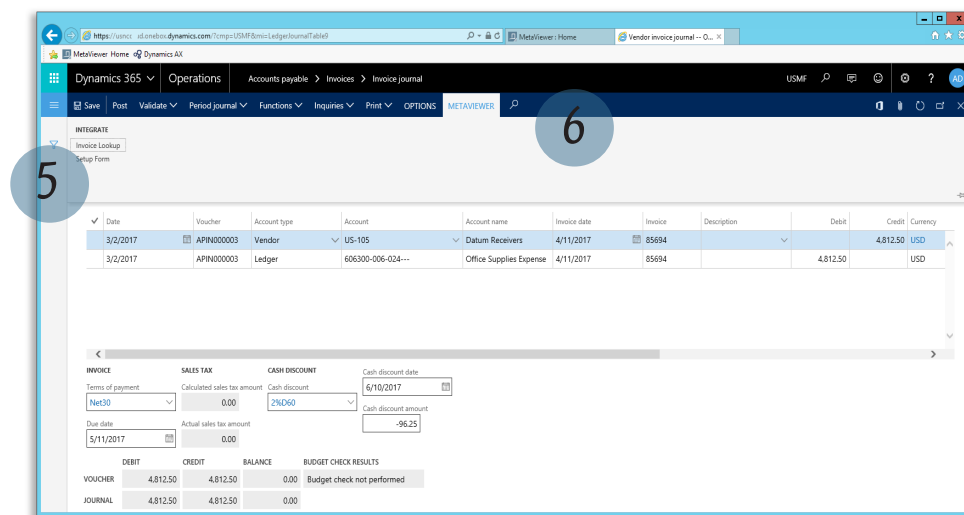 https://usnconeboxdynamics.com/?cmp=USMF&mi=LedgerJournalTable9
MetaViewer : Home
Vendor invoice journal -- O...
MetaViewer Home Dynamics AX
Dynamics 365 Operations Accounts payable > Invoices > Invoice journal USMF ? AD
Save Post Validate Period journal Functions Inquiries Print OPTIONS METAVIEWER
6
INTEGRATE
Invoice Lookup
Setup Form
5
Date Voucher Account type Account Account name Invoice date Invoice Description Debit Credit Currency
3/2/2017 APIN000003 Vendor US-105 Datum Receivers 4/11/2017 85694 4,812.50 USD
3/2/2017 APIN000003 Ledger 606300-006-024--- Office Supplies Expense 4/11/2017 85694 4,812.50 USD
INVOICE SALES TAX CASH DISCOUNT Cash discount date
Terms of payment Calculated sales tax amount Cash discount 6/10/2017
Net30 0.00 2%D60 Cash discount amount
Due date Actual sales tax amount -96.25
5/11/2017 0.00
DEBIT CREDIT BALANCE BUDGET CHECK RESULTS
VOUCHER 4,812.50 4,812.50 0.00 Budget check not performed
JOURNAL 4,812.50 4,812.50 0.00